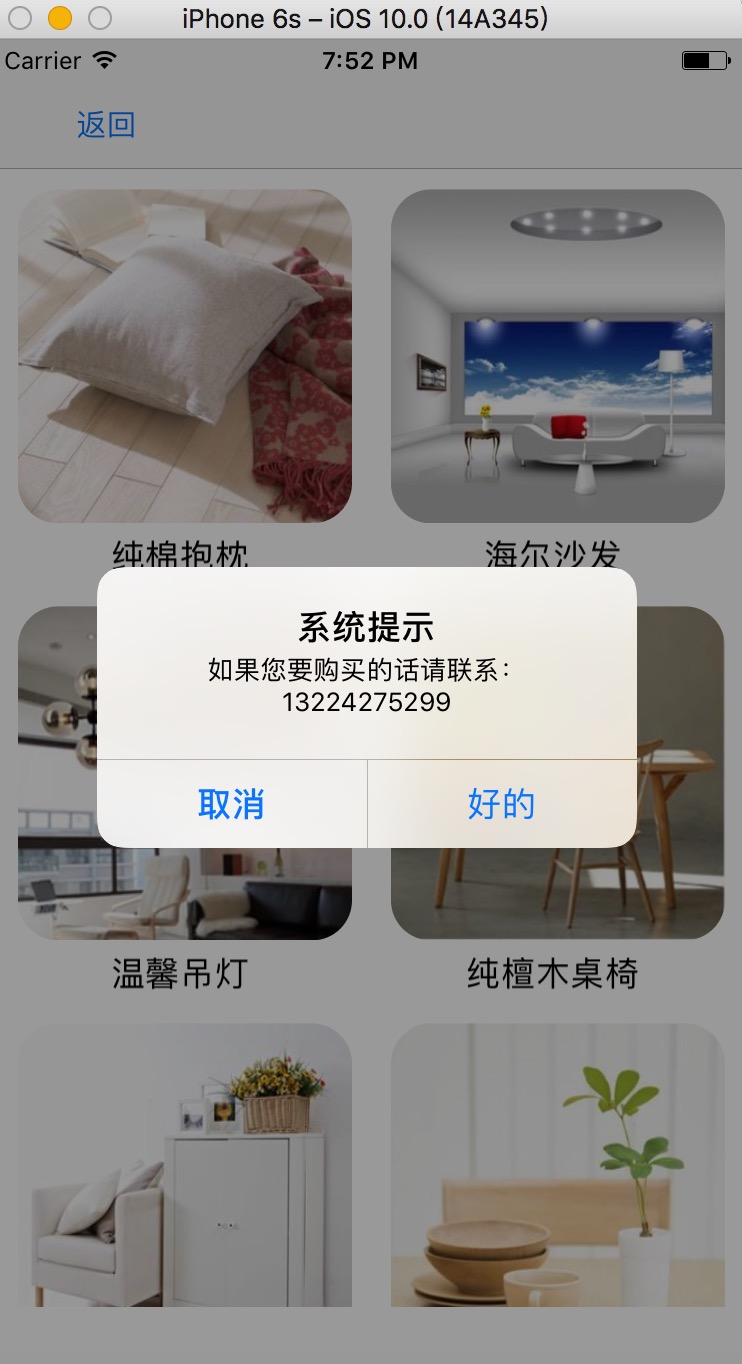 iPhone 6s – iOS 10.0 (14A345)
Carrier 7:52 PM
返回
纯棉抱枕 海尔沙发
系统提示
如果您要购买的话请联系：
13224275299
取消 好的
温馨吊灯 纯檀木桌椅